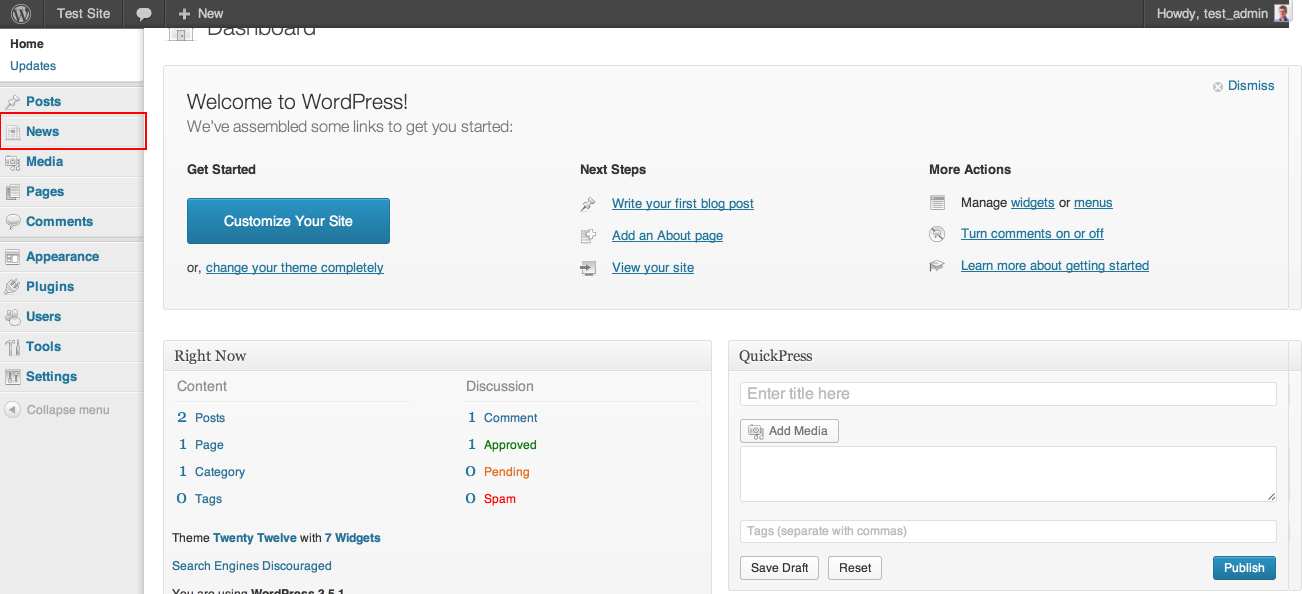 Test Site
New
Howdy, test_admin
Dashboard
Home
Updates
Posts
News
Media
Pages
Comments
Appearance
Plugins
Users
Tools
Settings
Collapse menu
Dismiss
Welcome to WordPress!
We've assembled some links to get you started:
Get Started
Customize Your Site
or, change your theme completely
Next Steps
Write your first blog post
Add an About page
View your site
More Actions
Manage widgets or menus
Turn comments on or off
Learn more about getting started
Right Now
Content
2 Posts
1 Page
1 Category
0 Tags
Discussion
1 Comment
1 Approved
0 Pending
0 Spam
Theme Twenty Twelve with 7 Widgets
Search Engines Discouraged
You are using WordPress 3.5.1
QuickPress
Enter title here
Add Media
Tags (separate with commas)
Save Draft
Reset
Publish